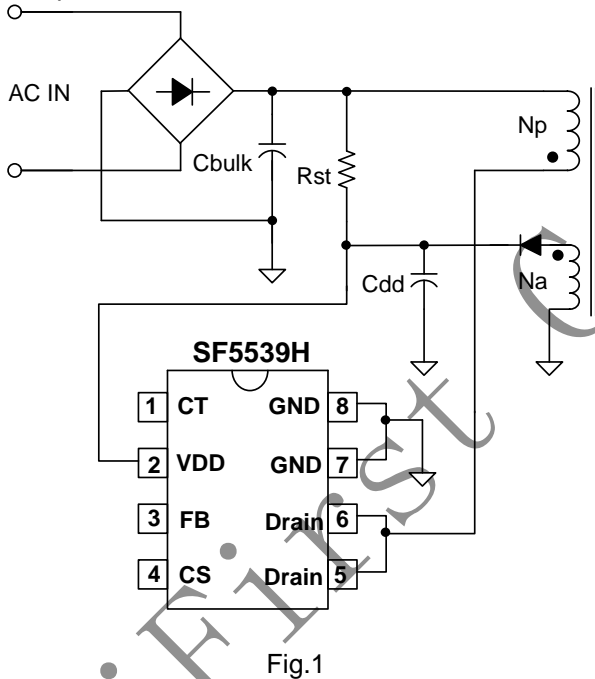 AC IN
Cbulk
Rst
Np
Cdd
Na
SF5539H
1 CT GND 8
2 VDD GND 7
3 FB Drain 6
4 CS Drain 5
Fig.1